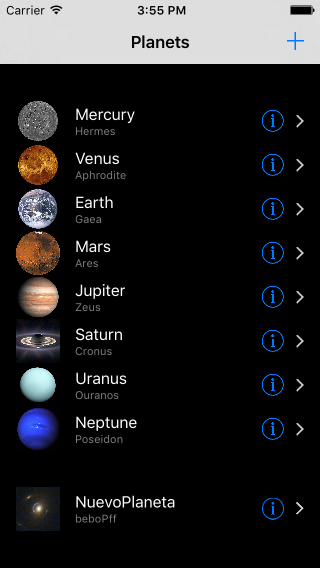 Carrier 3:55 PM
Planets
Mercury
Hermes
Venus
Aphrodite
Earth
Gaea
Mars
Ares
Jupiter
Zeus
Saturn
Cronus
Uranus
Ouranos
Neptune
Poseidon
NuevoPlaneta
beboPff